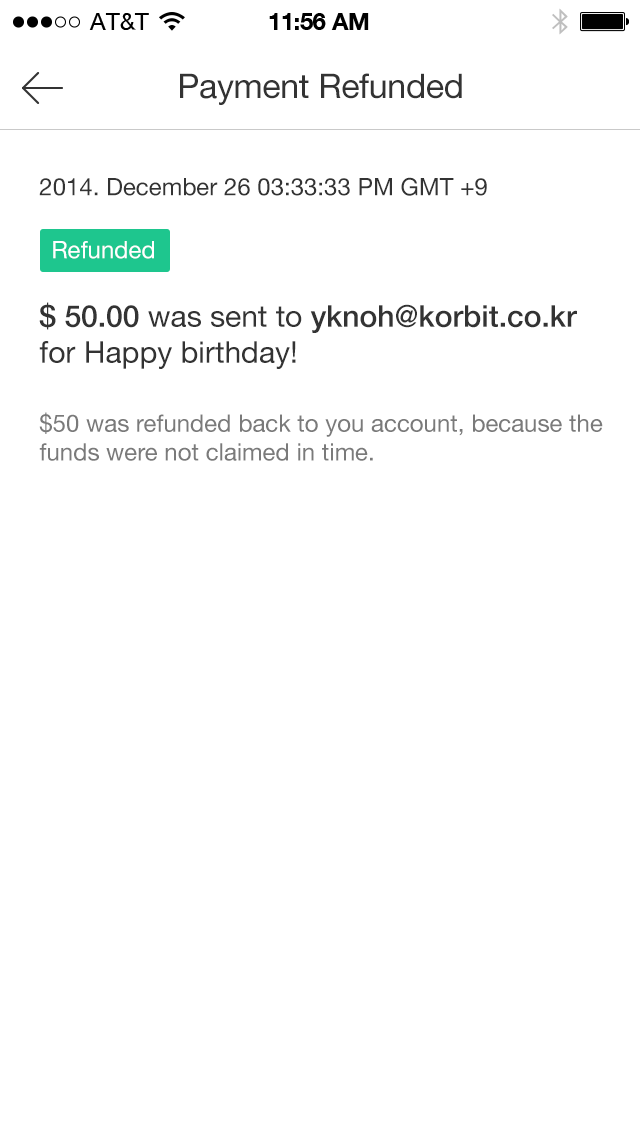 AT&T 11:56 AM
Payment Refunded
2014. December 26 03:33:33 PM GMT +9
Refunded
$ 50.00 was sent to yknoh@korbit.co.kr
for Happy birthday!
$50 was refunded back to you account, because the
funds were not claimed in time.